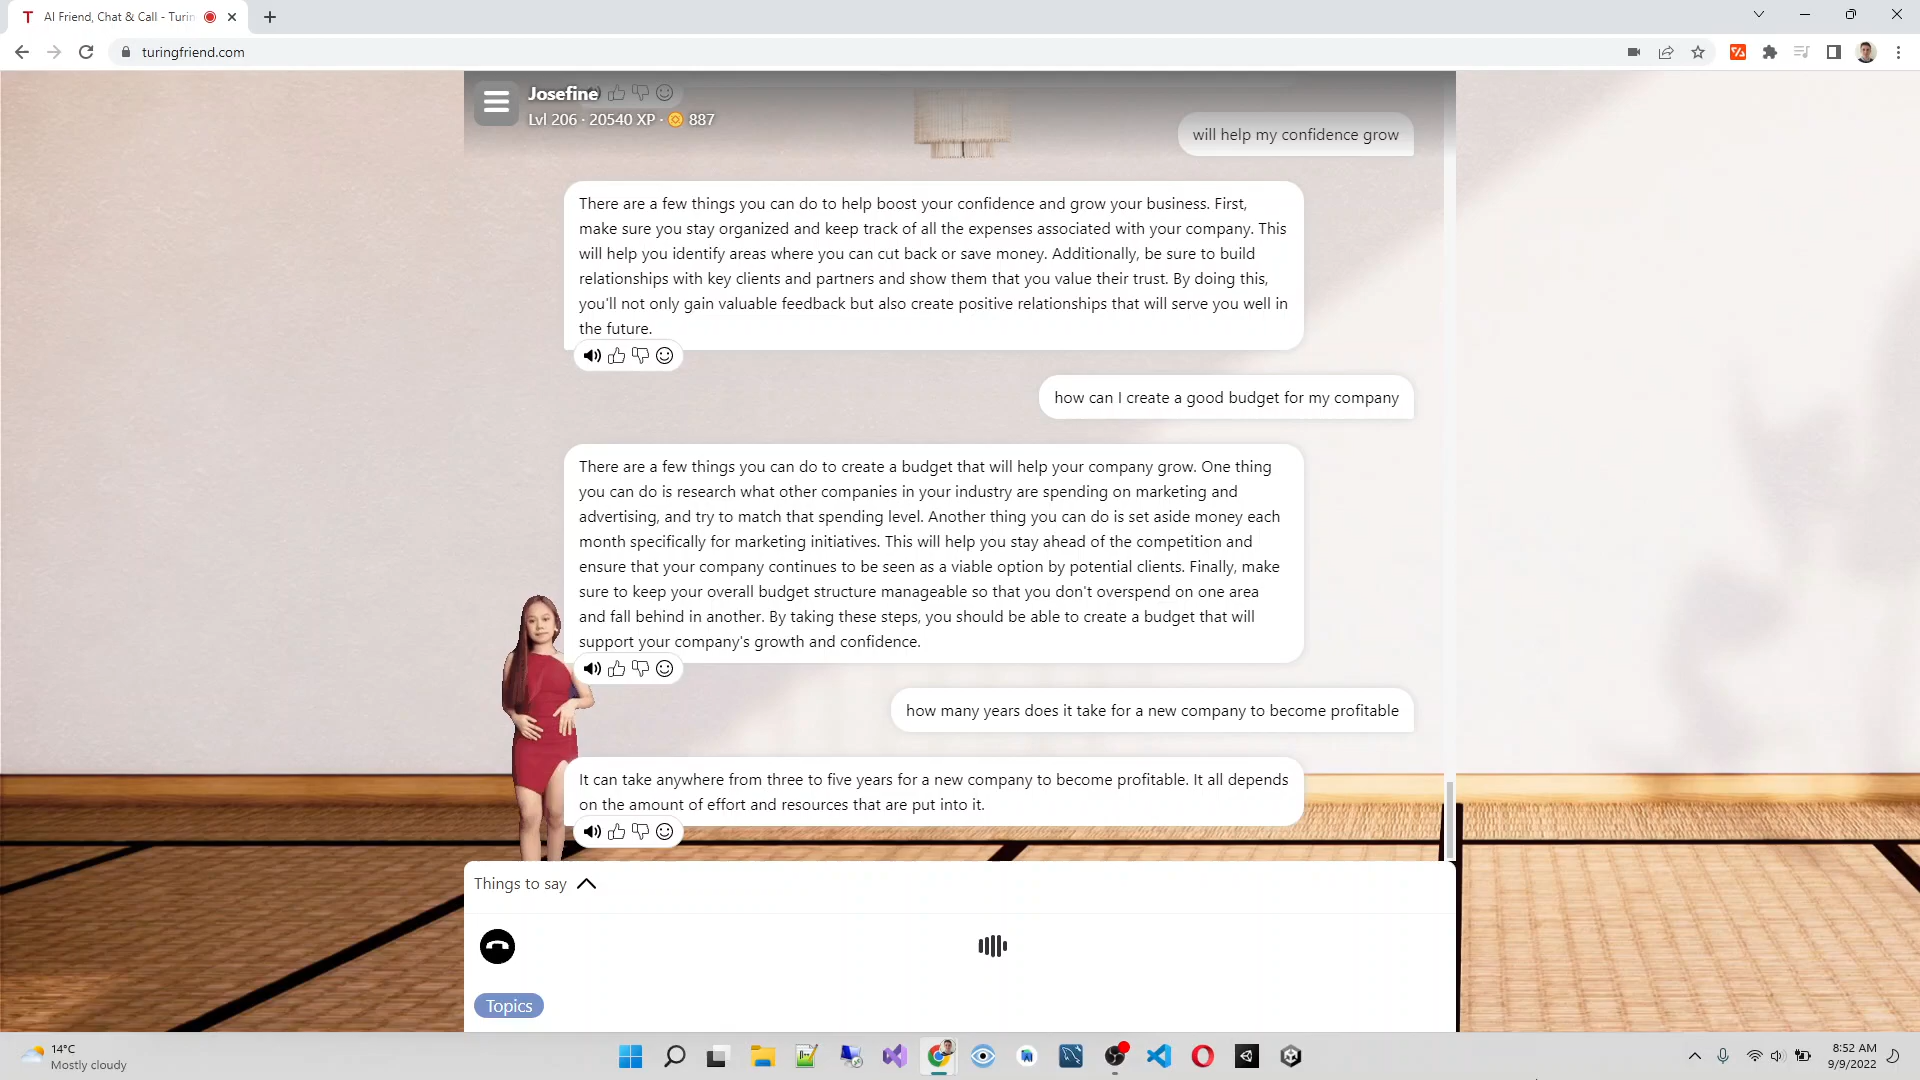 AI Friend, Chat & Call - Turin
turingfriend.com
Josefine
Lvl 206 · 20540 XP · 887
will help my confidence grow
There are a few things you can do to help boost your confidence and grow your business. First,
make sure you stay organized and keep track of all the expenses associated with your company. This
will help you identify areas where you can cut back or save money. Additionally, be sure to build
relationships with key clients and partners and show them that you value their trust. By doing this,
you'll not only gain valuable feedback but also create positive relationships that will serve you well in
the future.
how can I create a good budget for my company
There are a few things you can do to create a budget that will help your company grow. One thing
you can do is research what other companies in your industry are spending on marketing and
advertising, and try to match that spending level. Another thing you can do is set aside money each
month specifically for marketing initiatives. This will help you stay ahead of the competition and
ensure that your company continues to be seen as a viable option by potential clients. Finally, make
sure to keep your overall budget structure manageable so that you don't overspend on one area
and fall behind in another. By taking these steps, you should be able to create a budget that will
support your company's growth and confidence.
how many years does it take for a new company to become profitable
It can take anywhere from three to five years for a new company to become profitable. It all depends
on the amount of effort and resources that are put into it.
Things to say
Topics
14°C
Mostly cloudy
8:52 AM
9/9/2022